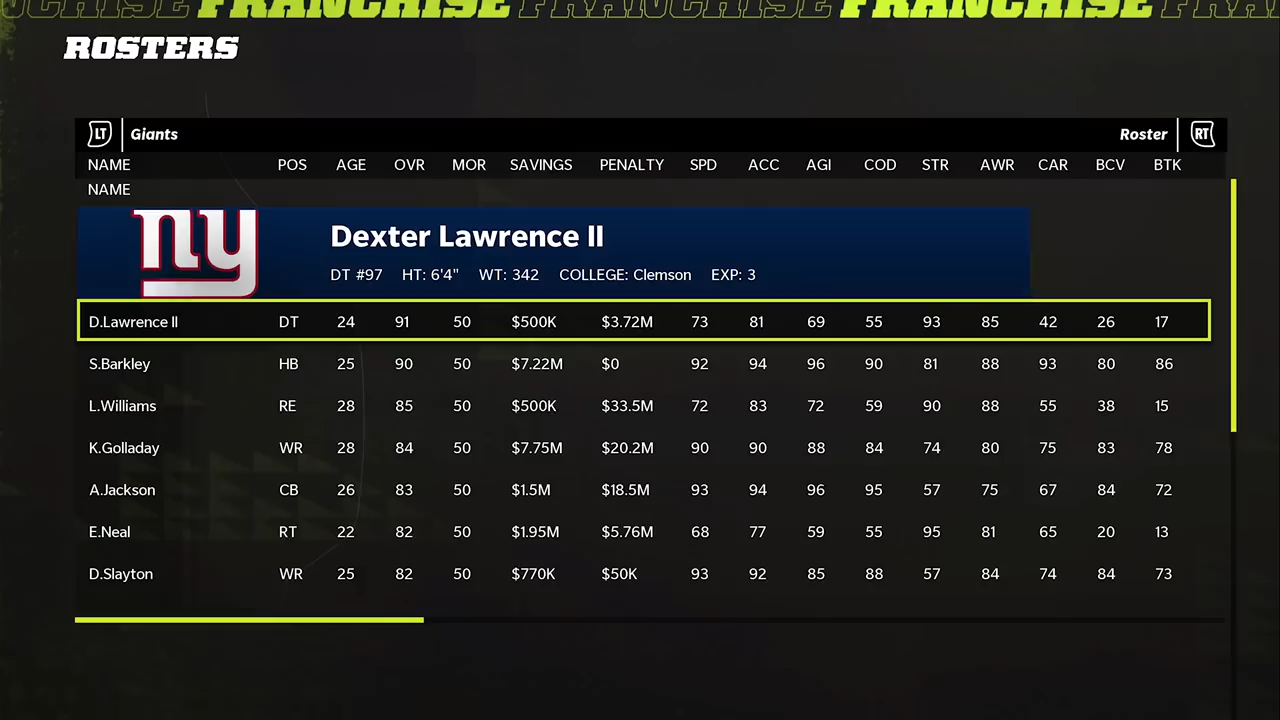 FRANCHISE FRANCHISE FRANCHISE FRANCHISE FRAN
ROSTERS
LT Giants Roster RT
NAME POS AGE OVR MOR SAVINGS PENALTY SPD ACC AGI COD STR AWR CAR BCV BTK
NAME
ny
Dexter Lawrence II
DT #97 HT: 6'4" WT: 342 COLLEGE: Clemson EXP: 3
D.Lawrence II DT 24 91 50 $500K $3.72M 73 81 69 55 93 85 42 26 17
S.Barkley HB 25 90 50 $7.22M $0 92 94 96 90 81 88 93 80 86
L.Williams RE 28 85 50 $500K $33.5M 72 83 72 59 90 88 55 38 15
K.Golladay WR 28 84 50 $7.75M $20.2M 90 90 88 84 74 80 75 83 78
A.Jackson CB 26 83 50 $1.5M $18.5M 93 94 96 95 57 75 67 84 72
E.Neal RT 22 82 50 $1.95M $5.76M 68 77 59 55 95 81 65 20 13
D.Slayton WR 25 82 50 $770K $50K 93 92 85 88 57 84 74 84 73